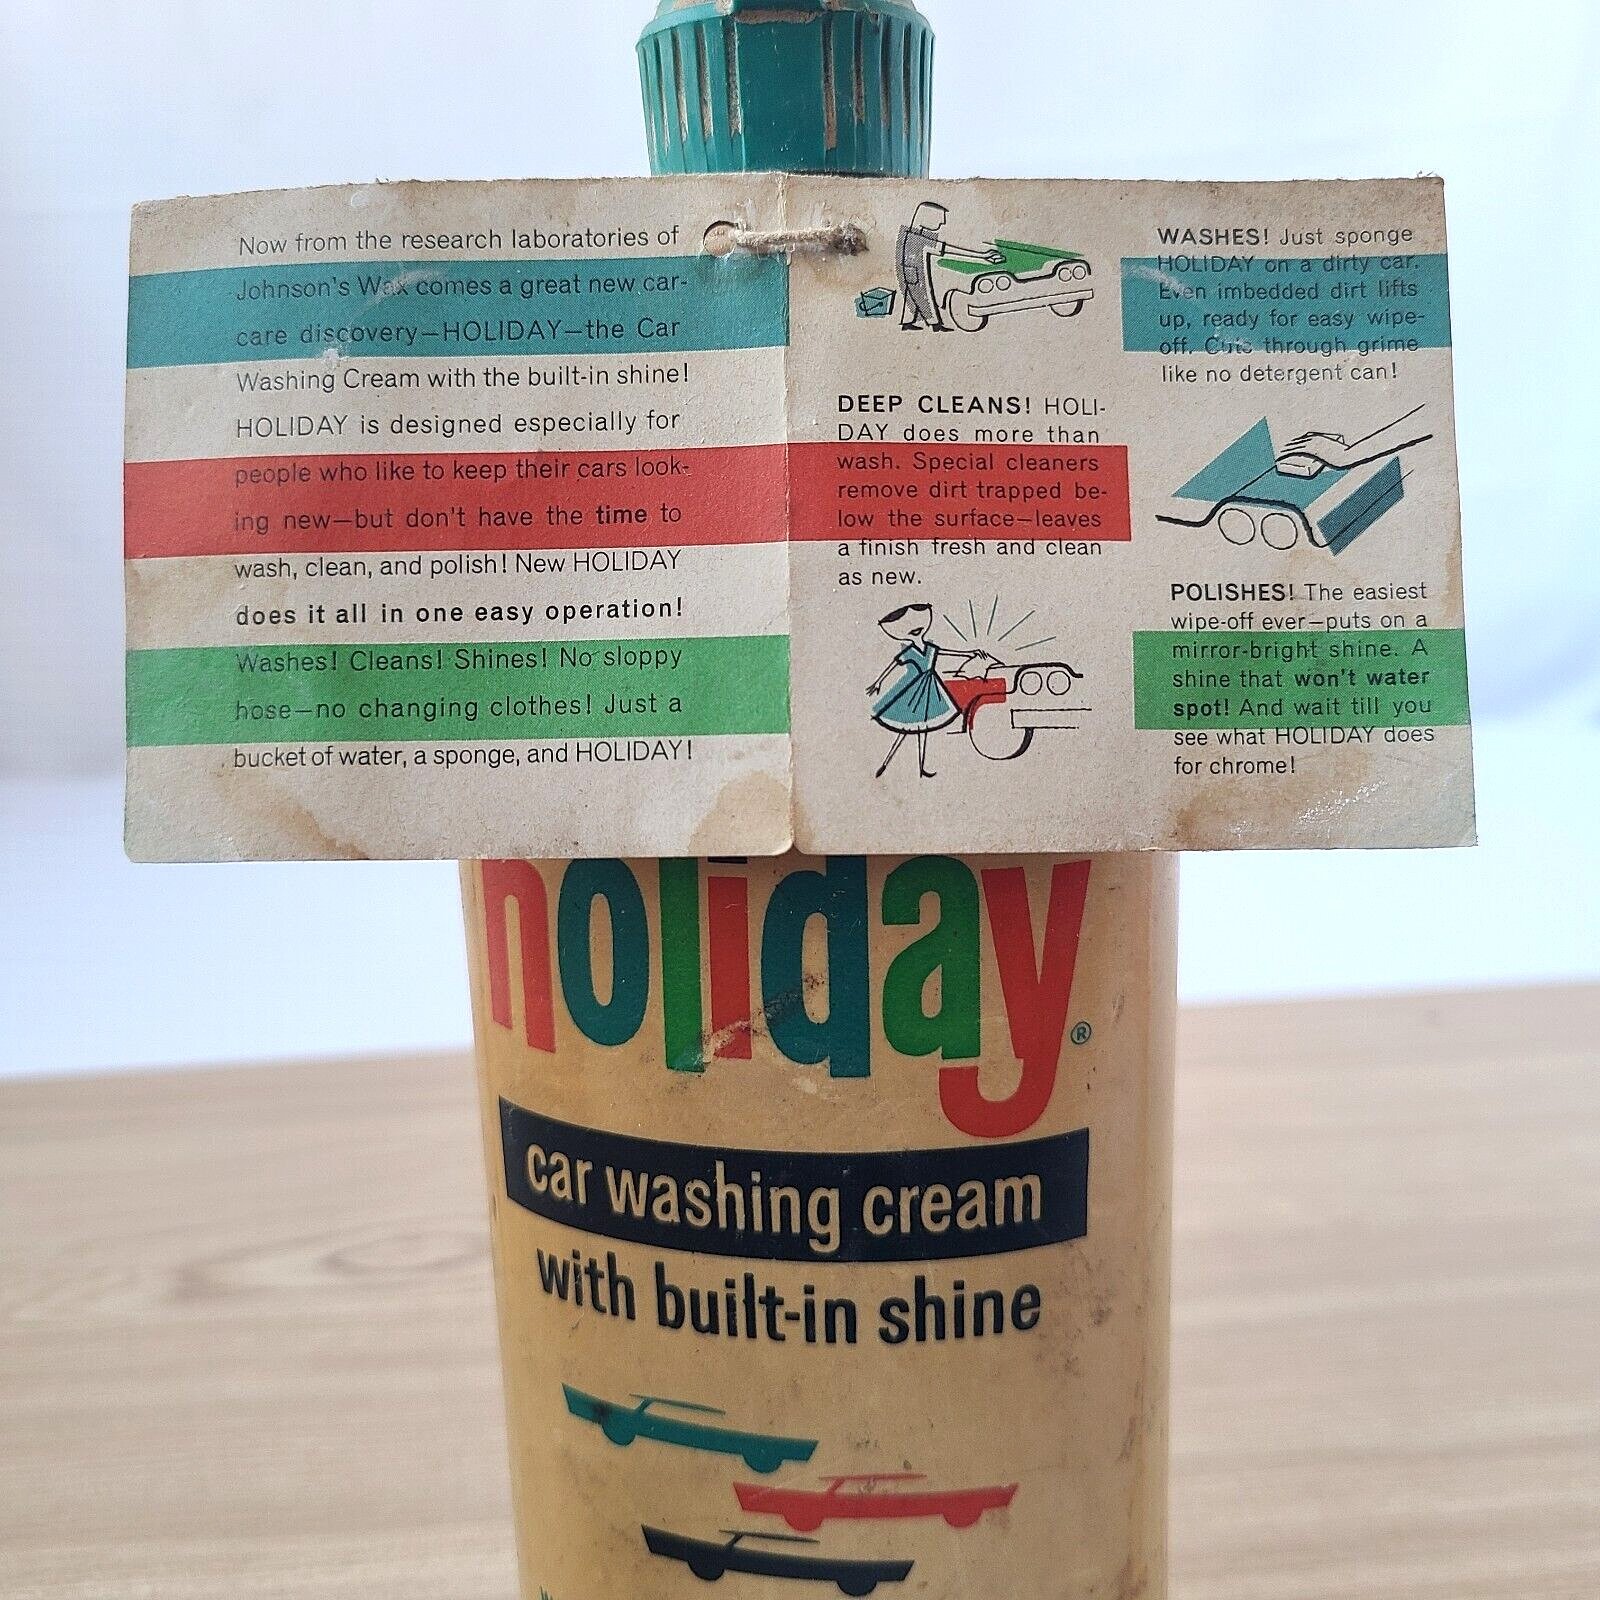 Now from the research laboratories of
Johnson's Wax comes a great new car-
care discovery—HOLIDAY—the Car
Washing Cream with the built-in shine!
HOLIDAY is designed especially for
people who like to keep their cars look-
ing new—but don't have the time to
wash, clean, and polish! New HOLIDAY
does it all in one easy operation!
Washes! Cleans! Shines! No sloppy
hose—no changing clothes! Just a
bucket of water, a sponge, and HOLIDAY!
WASHES! Just sponge
HOLIDAY on a dirty car.
Even imbedded dirt lifts
up, ready for easy wipe-
off. Cuts through grime
like no detergent can!
DEEP CLEANS! HOLI-
DAY does more than
wash. Special cleaners
remove dirt trapped be-
low the surface—leaves
a finish fresh and clean
as new.
POLISHES! The easiest
wipe-off ever—puts on a
mirror-bright shine. A
shine that won't water
spot! And wait till you
see what HOLIDAY does
for chrome!
holiday®
car washing cream
with built-in shine